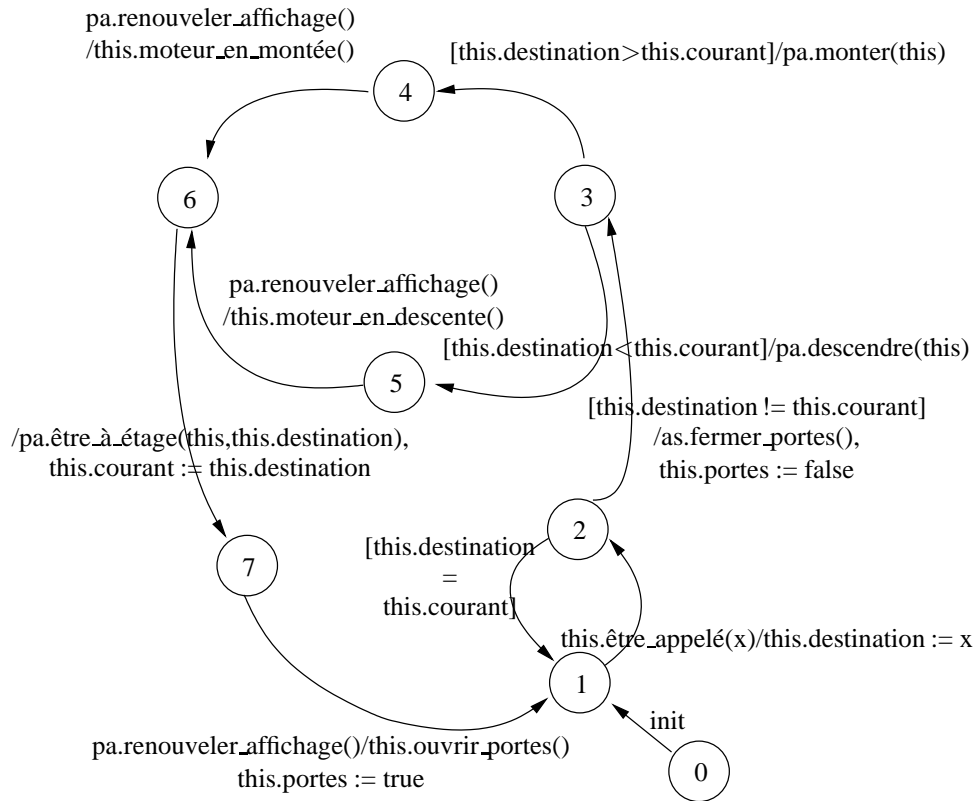 pa.renouveler_affichage()
/this.moteur_en_montée()
[this.destination>this.courant]/pa.monter(this)
4
6
3
pa.renouveler_affichage()
/this.moteur_en_descente()
[this.destination<this.courant]/pa.descendre(this)
5
[this.destination != this.courant]
/as.fermer_portes(),
this.portes := false
/pa.être_à_étage(this,this.destination),
this.courant := this.destination
2
[this.destination
=
this.courant]
7
this.être_appelé(x)/this.destination := x
1
init
pa.renouveler_affichage()/this.ouvrir_portes()
this.portes := true
0